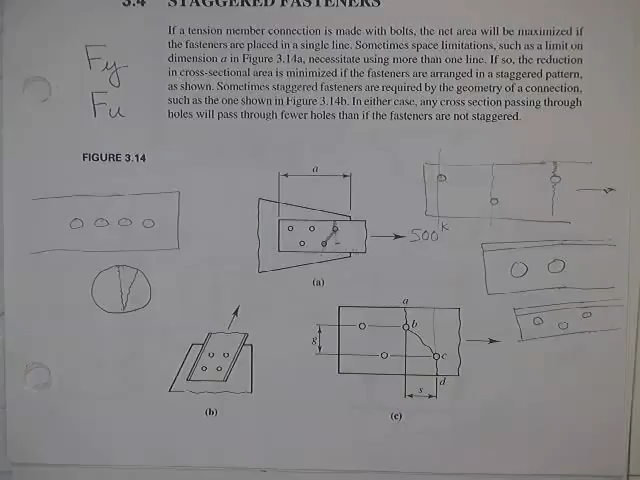 3.4 STAGGERED FASTENERS
If a tension member connection is made with bolts, the net area will be maximized if
the fasteners are placed in a single line. Sometimes space limitations, such as a limit on
dimension a in Figure 3.14a, necessitate using more than one line. If so, the reduction
in cross-sectional area is minimized if the fasteners are arranged in a staggered pattern,
as shown. Sometimes staggered fasteners are required by the geometry of a connection,
such as the one shown in Figure 3.14b. In either case, any cross section passing through
holes will pass through fewer holes than if the fasteners are not staggered.
Fy
Fu
FIGURE 3.14
a
500k
(a)
a
b
g
c
s
d
(b)
(c)